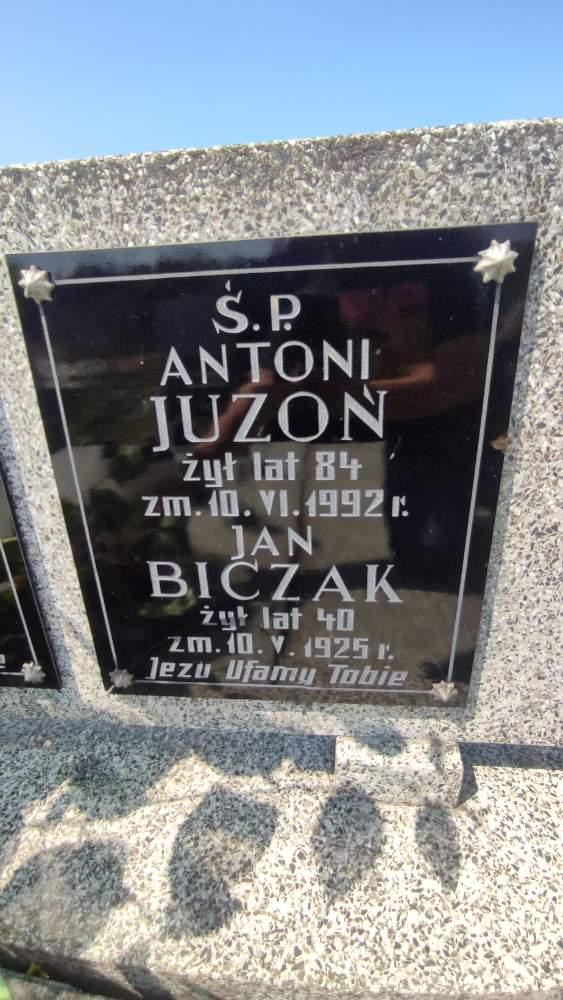 Ś.P.
ANTONI
JUZOŃ
żył lat 84
zm. 10. VI. 1992 r.
JAN
BICZAK
żył lat 40
zm. 10. V. 1925 r.
Jezu Ufamy Tobie